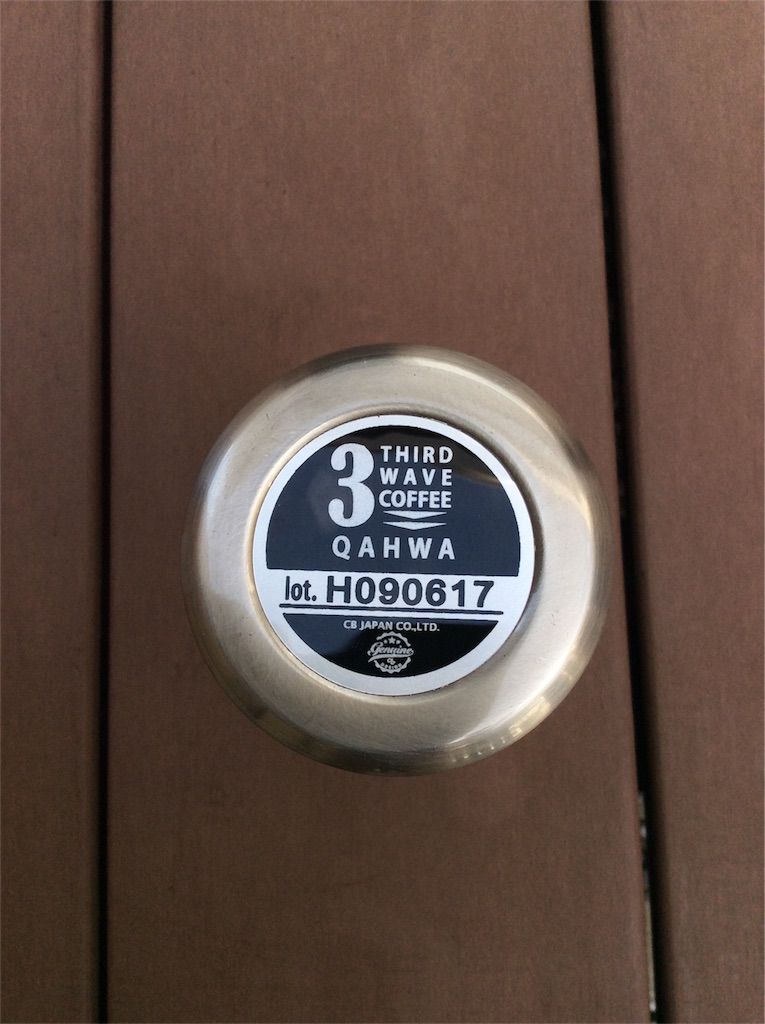 3 THIRD
WAVE
COFFEE
QAHWA
lot. H090617
CB JAPAN CO.,LTD.
Genuine